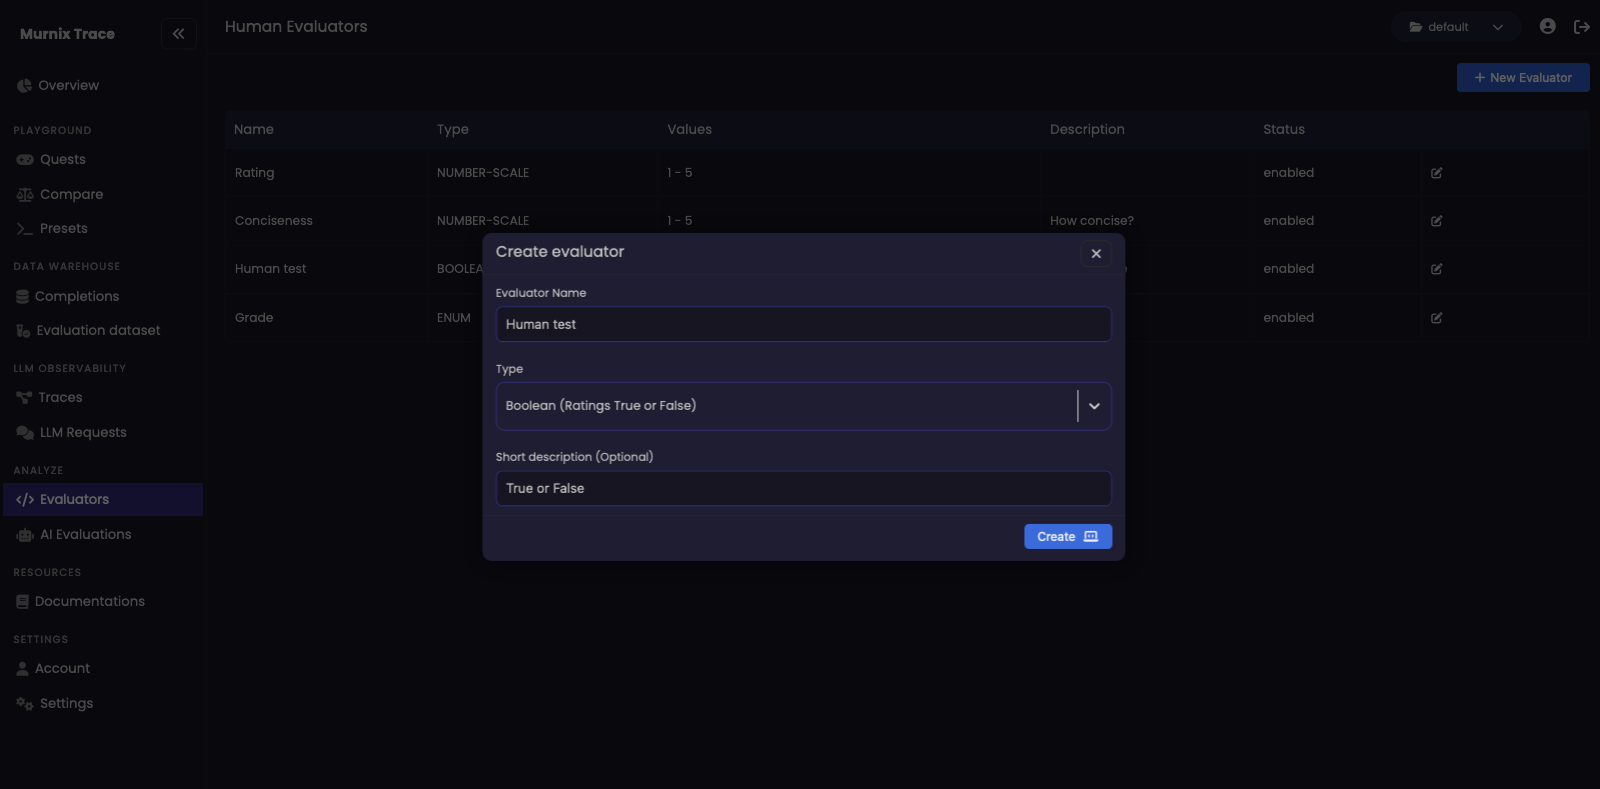 Murnix Trace
Human Evaluators
default
Overview
New Evaluator
PLAYGROUND
Quests
Compare
Presets
DATA WAREHOUSE
Completions
Evaluation dataset
LLM OBSERVABILITY
Traces
LLM Requests
ANALYZE
Evaluators
AI Evaluations
RESOURCES
Documentations
SETTINGS
Account
Settings
Name Type Values Description Status
Rating NUMBER-SCALE 1 - 5 enabled
Conciseness NUMBER-SCALE 1 - 5 How concise? enabled
Human test enabled
Grade ENUM enabled
Create evaluator
Evaluator Name
Human test
Type
Boolean (Ratings True or False)
Short description (Optional)
True or False
Create